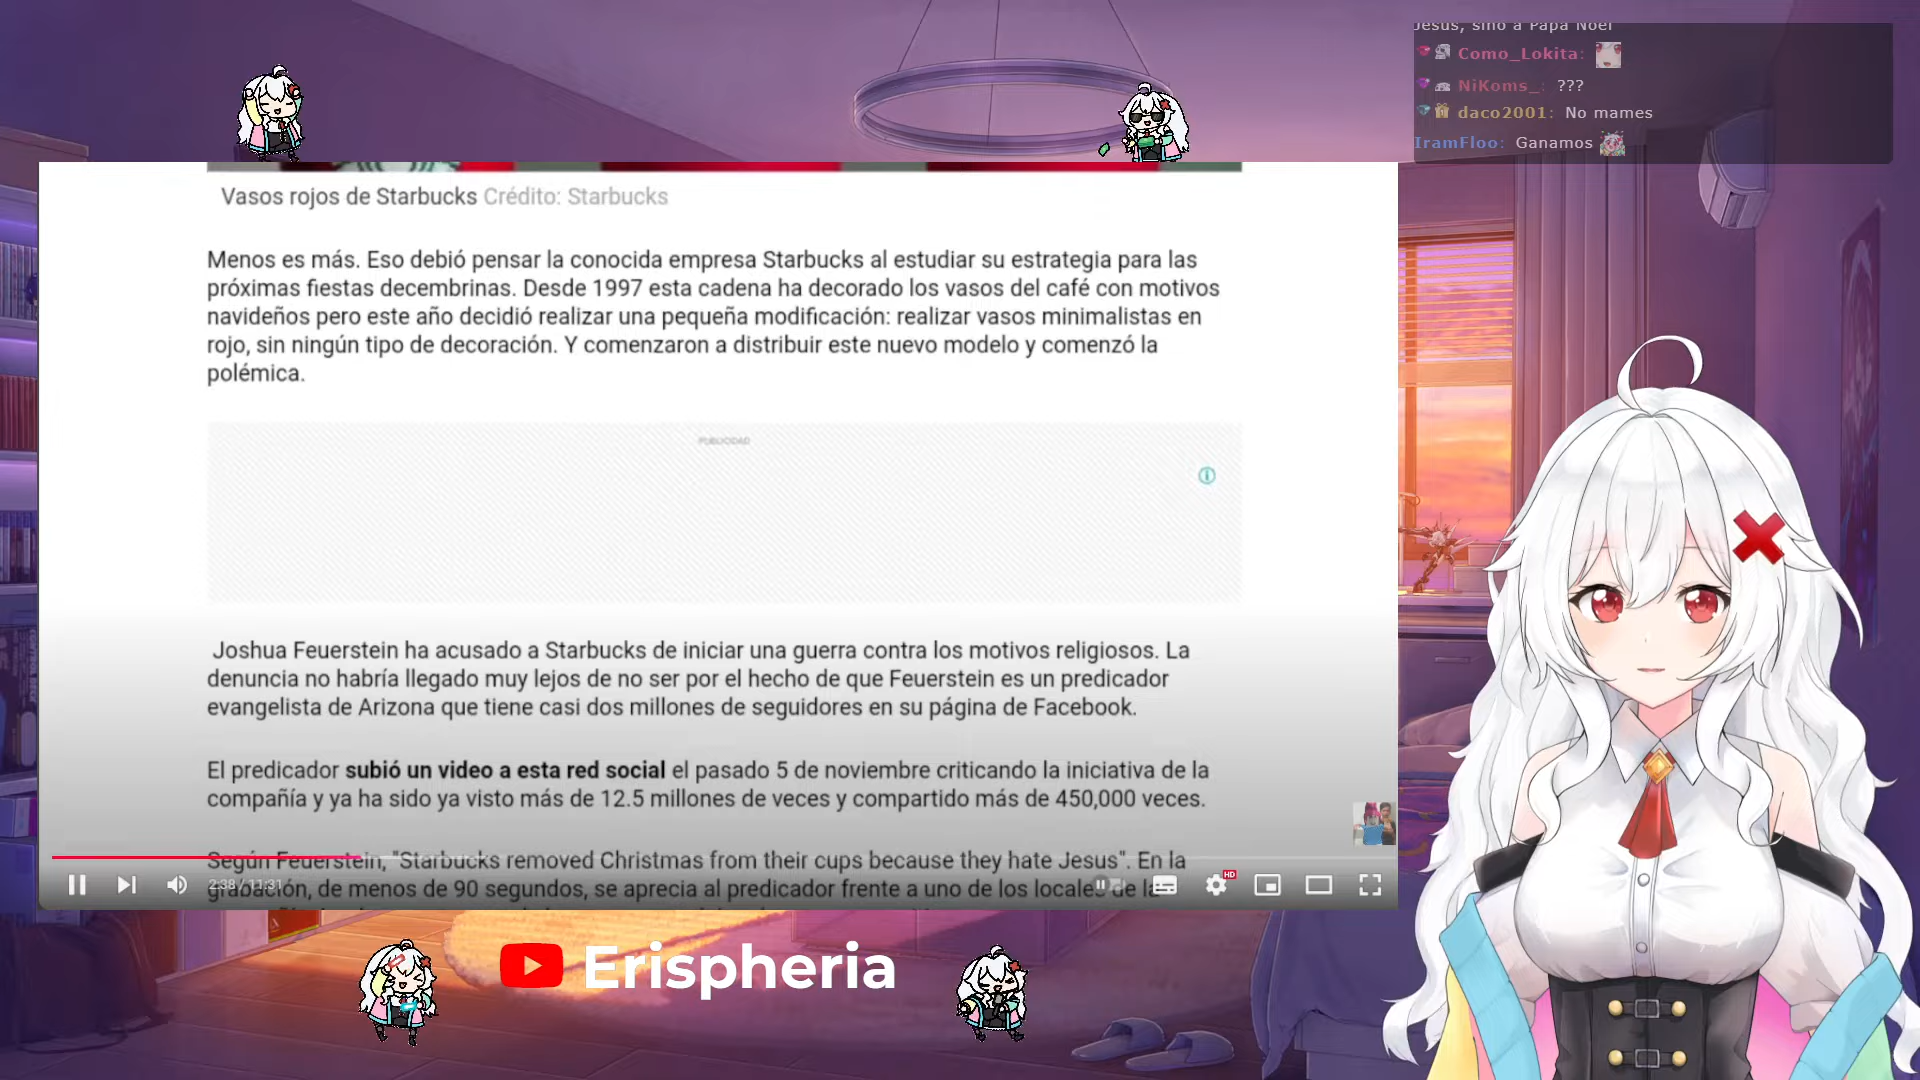 Jesus, sino a Papa Noel
Como_Lokita:
NiKoms_: ???
daco2001: No mames
IramFloo: Ganamos
Vasos rojos de Starbucks Crédito: Starbucks
Menos es más. Eso debió pensar la conocida empresa Starbucks al estudiar su estrategia para las
próximas fiestas decembrinas. Desde 1997 esta cadena ha decorado los vasos del café con motivos
navideños pero este año decidió realizar una pequeña modificación: realizar vasos minimalistas en
rojo, sin ningún tipo de decoración. Y comenzaron a distribuir este nuevo modelo y comenzó la
polémica.
PUBLICIDAD
Joshua Feuerstein ha acusado a Starbucks de iniciar una guerra contra los motivos religiosos. La
denuncia no habría llegado muy lejos de no ser por el hecho de que Feuerstein es un predicador
evangelista de Arizona que tiene casi dos millones de seguidores en su página de Facebook.
El predicador subió un video a esta red social el pasado 5 de noviembre criticando la iniciativa de la
compañía y ya ha sido ya visto más de 12.5 millones de veces y compartido más de 450,000 veces.
Según Feuerstein, "Starbucks removed Christmas from their cups because they hate Jesus". En la
grabación, de menos de 90 segundos, se aprecia al predicador frente a uno de los locales de la
2:38 / 11:31
HD
Erispheria